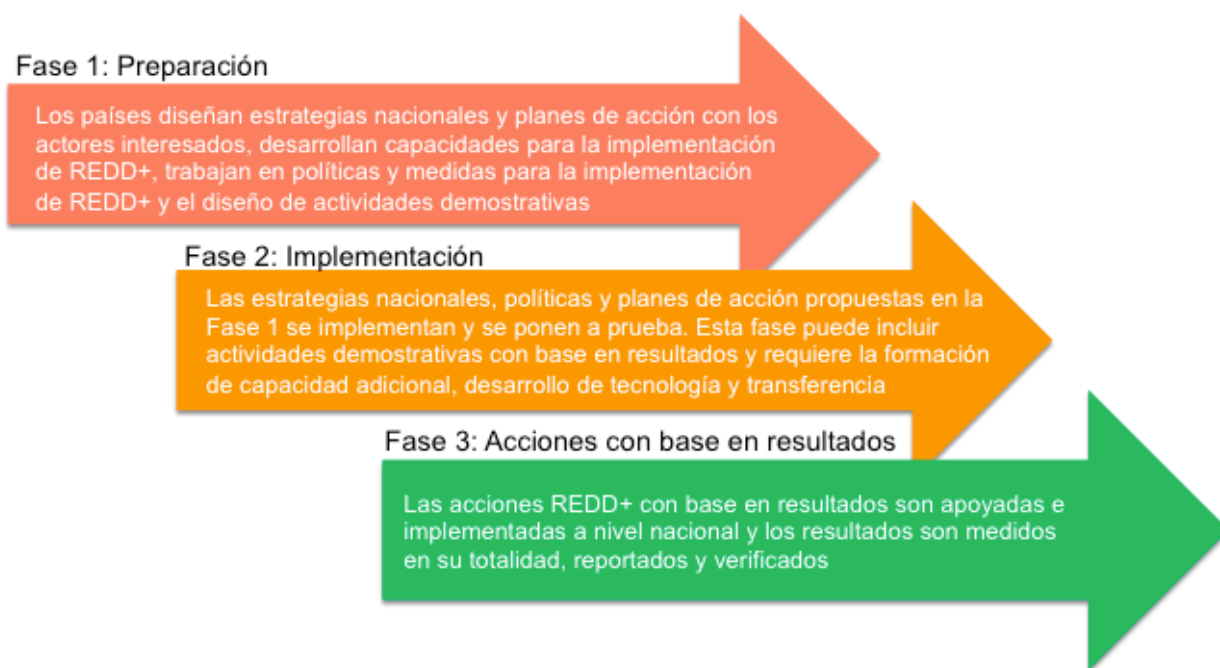 Fase 1: Preparación
Los países diseñan estrategias nacionales y planes de acción con los
actores interesados, desarrollan capacidades para la implementación
de REDD+, trabajan en políticas y medidas para la implementación
de REDD+ y el diseño de actividades demostrativas
Fase 2: Implementación
Las estrategias nacionales, políticas y planes de acción propuestas en la
Fase 1 se implementan y se ponen a prueba. Esta fase puede incluir
actividades demostrativas con base en resultados y requiere la formación
de capacidad adicional, desarrollo de tecnología y transferencia
Fase 3: Acciones con base en resultados
Las acciones REDD+ con base en resultados son apoyadas e
implementadas a nivel nacional y los resultados son medidos
en su totalidad, reportados y verificados